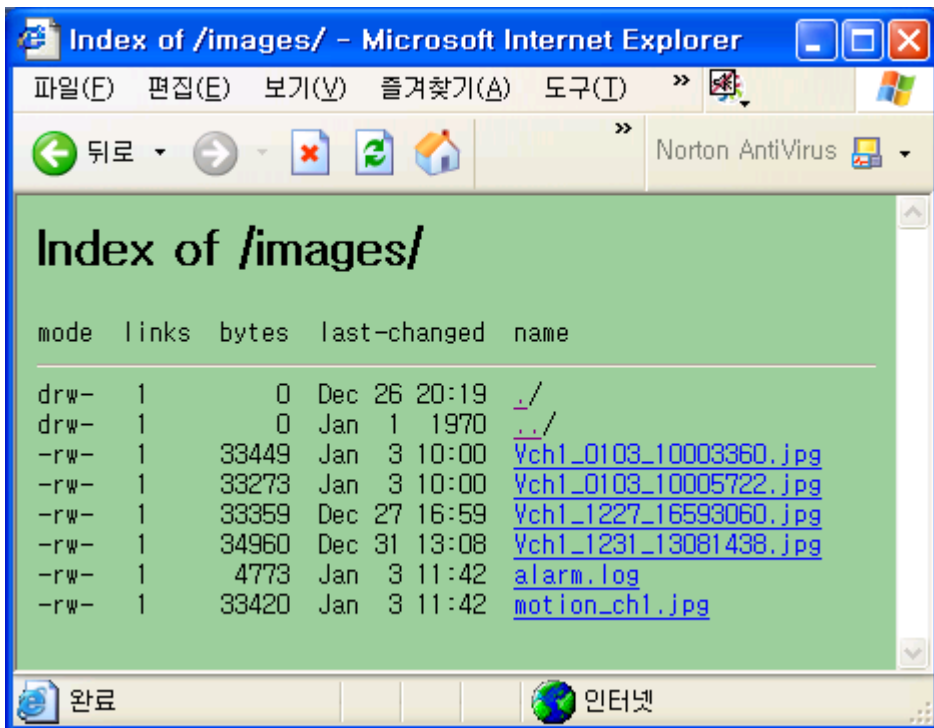 Index of /images/ - Microsoft Internet Explorer
파일(F) 편집(E) 보기(V) 즐겨찾기(A) 도구(T) »
뒤로 » Norton AntiVirus
Index of /images/
mode links bytes last-changed name
drw- 1 0 Dec 26 20:19 ./
drw- 1 0 Jan 1 1970 ../
-rw- 1 33449 Jan 3 10:00 Vch1_0103_10003360.jpg
-rw- 1 33273 Jan 3 10:00 Vch1_0103_10005722.jpg
-rw- 1 33359 Dec 27 16:59 Vch1_1227_16593060.jpg
-rw- 1 34960 Dec 31 13:08 Vch1_1231_13081438.jpg
-rw- 1 4773 Jan 3 11:42 alarm.log
-rw- 1 33420 Jan 3 11:42 motion_ch1.jpg
완료 인터넷